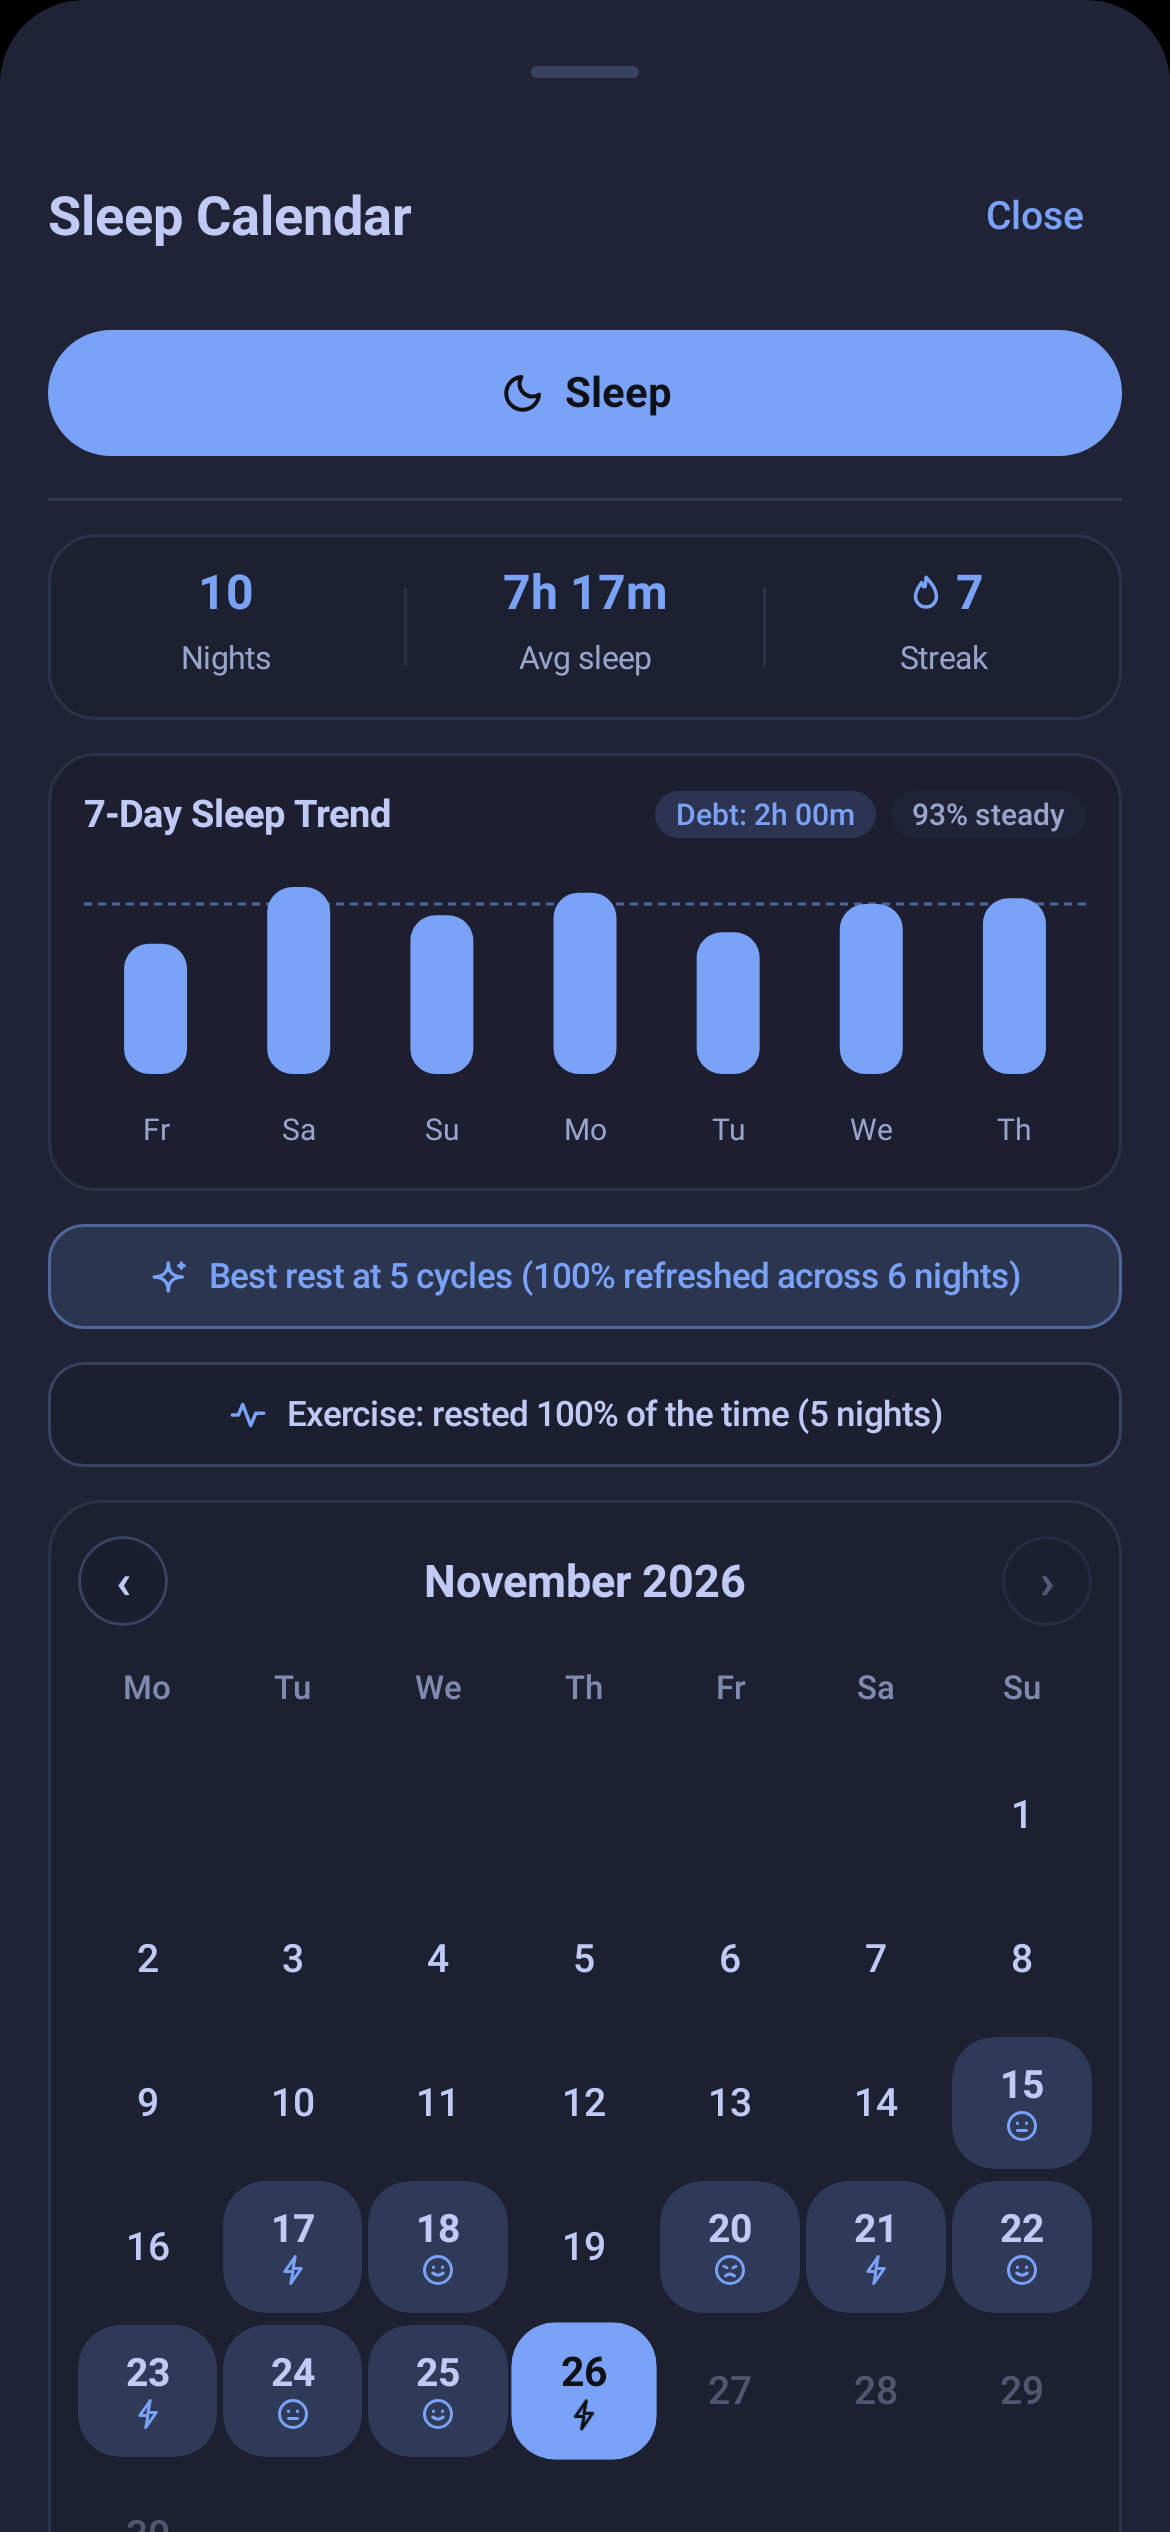 Sleep Calendar
Close
Sleep
10
Nights
7h 17m
Avg sleep
7
Streak
7-Day Sleep Trend
Debt: 2h 00m
93% steady
Fr Sa Su Mo Tu We Th
Best rest at 5 cycles (100% refreshed across 6 nights)
Exercise: rested 100% of the time (5 nights)
‹ November 2026 ›
Mo Tu We Th Fr Sa Su
1
2 3 4 5 6 7 8
9 10 11 12 13 14 15
16 17 18 19 20 21 22
23 24 25 26 27 28 29
30